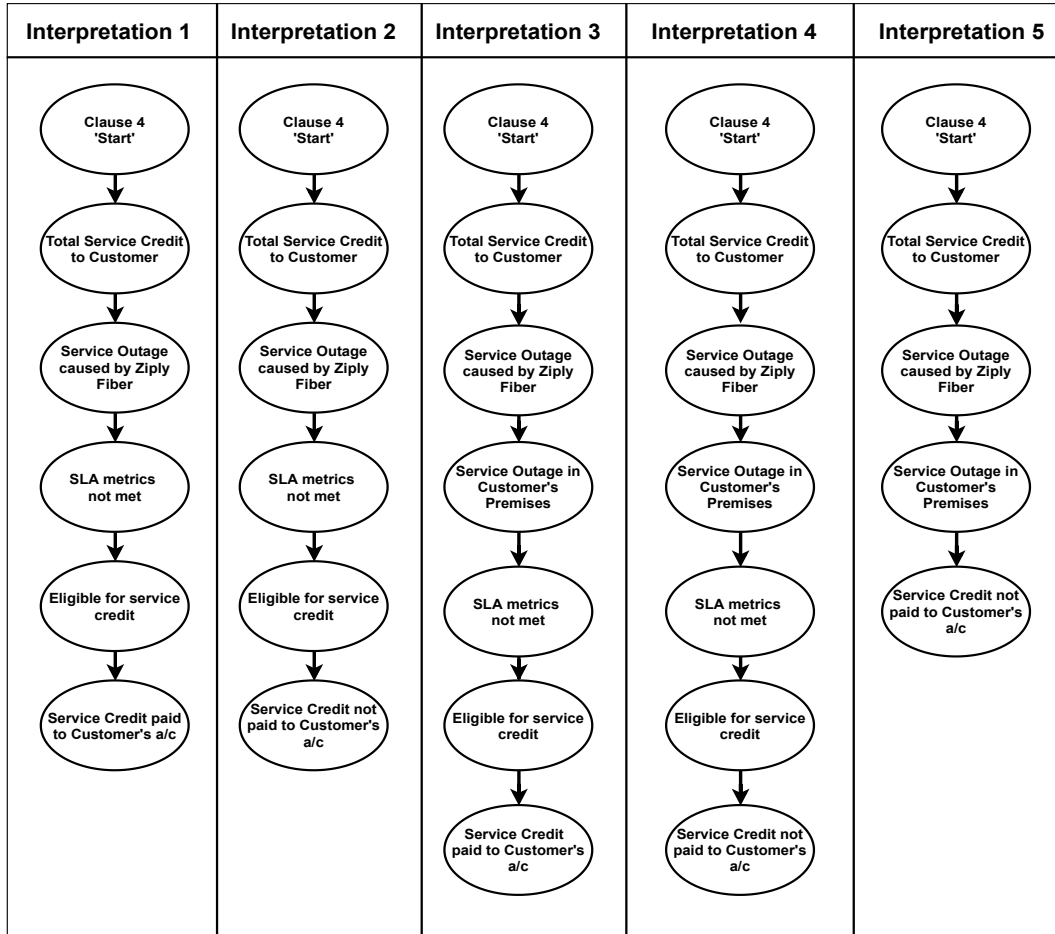 Interpretation 1
Interpretation 2
Interpretation 3
Interpretation 4
Interpretation 5
Clause 4
'Start'
Total Service Credit
to Customer
Service Outage
caused by Ziply
Fiber
SLA metrics
not met
Eligible for service
credit
Service Credit paid
to Customer's a/c
Clause 4
'Start'
Total Service Credit
to Customer
Service Outage
caused by Ziply
Fiber
SLA metrics
not met
Eligible for service
credit
Service Credit not
paid to Customer's
a/c
Clause 4
'Start'
Total Service Credit
to Customer
Service Outage
caused by Ziply
Fiber
Service Outage in
Customer's
Premises
SLA metrics
not met
Eligible for service
credit
Service Credit
paid to Customer's
a/c
Clause 4
'Start'
Total Service Credit
to Customer
Service Outage
caused by Ziply
Fiber
Service Outage in
Customer's
Premises
SLA metrics
not met
Eligible for service
credit
Service Credit not
paid to Customer's
a/c
Clause 4
'Start'
Total Service Credit
to Customer
Service Outage
caused by Ziply
Fiber
Service Outage in
Customer's
Premises
Service Credit not
paid to Customer's
a/c